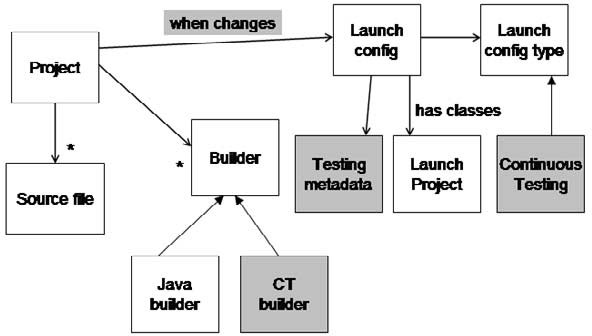 when changes
Launch
config
Launch
config type
Project
has classes
*
*
Builder
Testing
metadata
Launch
Project
Continuous
Testing
Source file
Java
builder
CT
builder